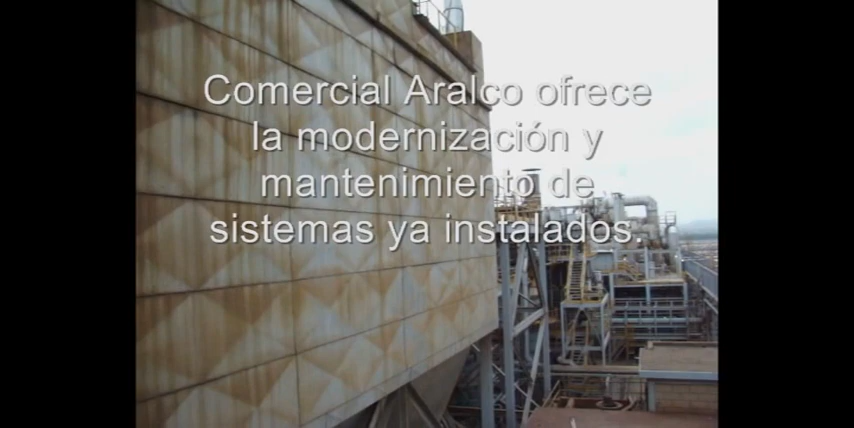 Comercial Aralco ofrece
la modernización y
mantenimiento de
sistemas ya instalados.